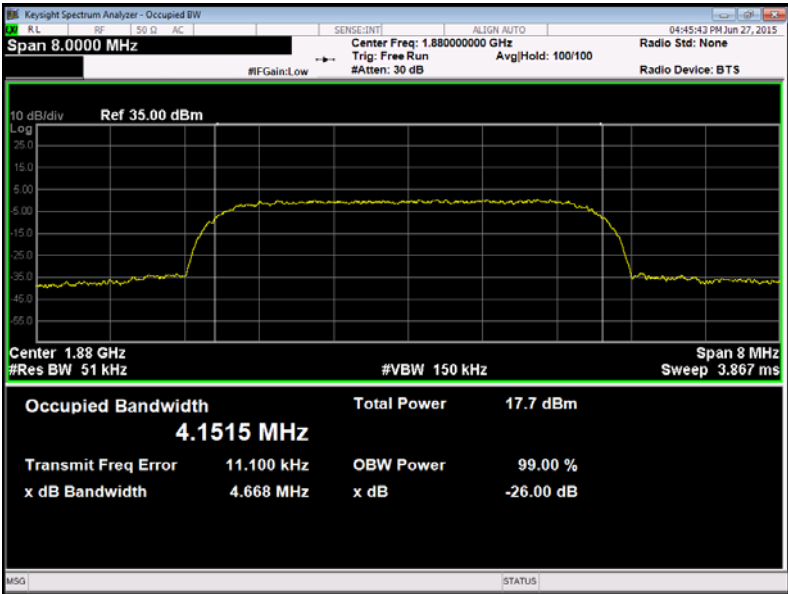 Keysight Spectrum Analyzer - Occupied BW
RL RF 50 Ω AC SENSE:INT ALIGN AUTO 04:45:43 PM Jun 27, 2015
Span 8.0000 MHz Center Freq: 1.880000000 GHz Radio Std: None
Trig: Free Run Avg|Hold: 100/100
#IFGain:Low #Atten: 30 dB Radio Device: BTS
10 dB/div Ref 35.00 dBm
Log
25.0
15.0
5.00
-5.00
-15.0
-25.0
-35.0
-45.0
-55.0
Center 1.88 GHz Span 8 MHz
#Res BW 51 kHz #VBW 150 kHz Sweep 3.867 ms
Occupied Bandwidth Total Power 17.7 dBm
4.1515 MHz
Transmit Freq Error 11.100 kHz OBW Power 99.00 %
x dB Bandwidth 4.668 MHz x dB -26.00 dB
MSG STATUS